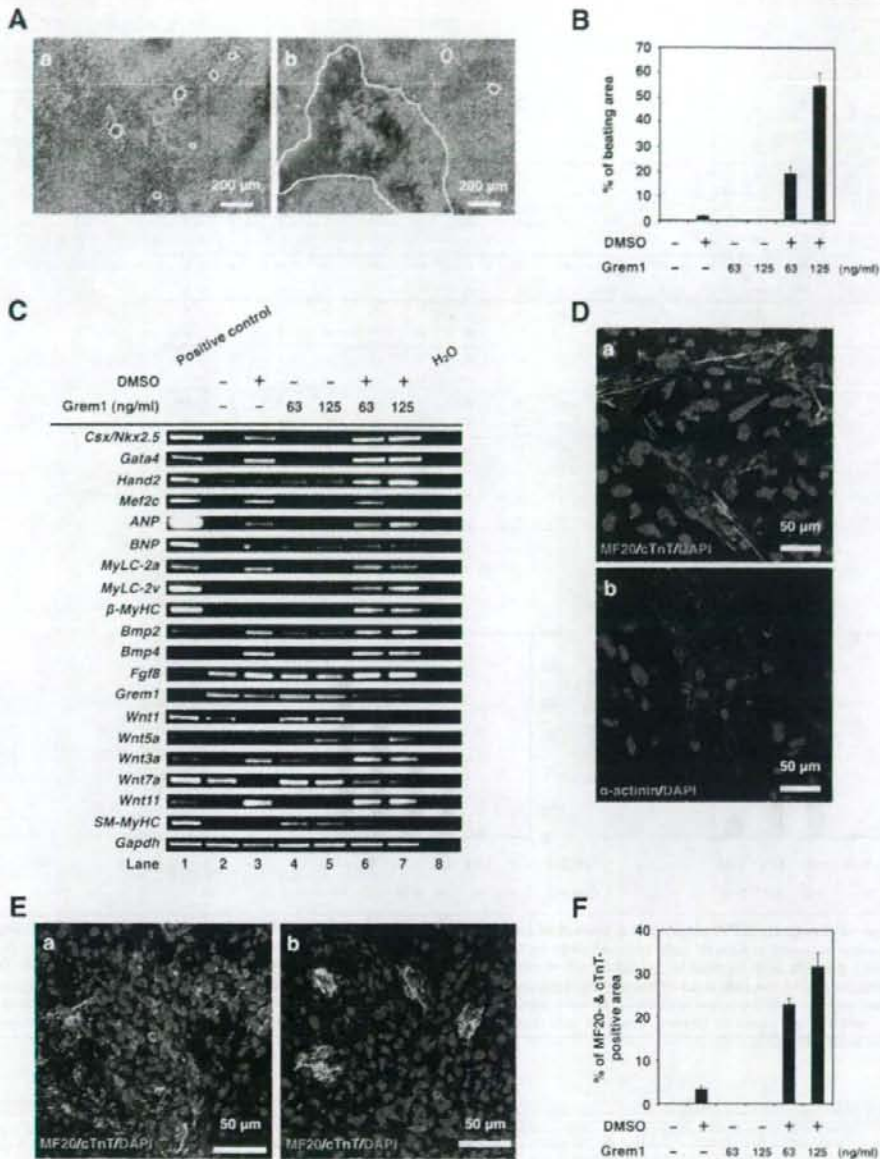 A
a
200 μm
b
200 μm
B
% of beating area
70
60
50
40
30
20
10
0
DMSO - + - - + +
Grem1 - - 63 125 63 125 (ng/ml)
C
Positive control
H₂O
DMSO - + - - + +
Grem1 (ng/ml) - - 63 125 63 125
Csx/Nkx2.5
Gata4
Hand2
Mef2c
ANP
BNP
MyLC-2a
MyLC-2v
β-MyHC
Bmp2
Bmp4
Fgf8
Grem1
Wnt1
Wnt5a
Wnt3a
Wnt7a
Wnt11
SM-MyHC
Gapdh
Lane 1 2 3 4 5 6 7 8
D
a
50 μm
MF20/cTnT/DAPI
b
50 μm
α-actinin/DAPI
E
a
50 μm
MF20/cTnT/DAPI
b
50 μm
MF20/cTnT/DAPI
F
% of MF20- & cTnT-
positive area
40
30
20
10
0
DMSO - + - - + +
Grem1 - - 63 125 63 125 (ng/ml)